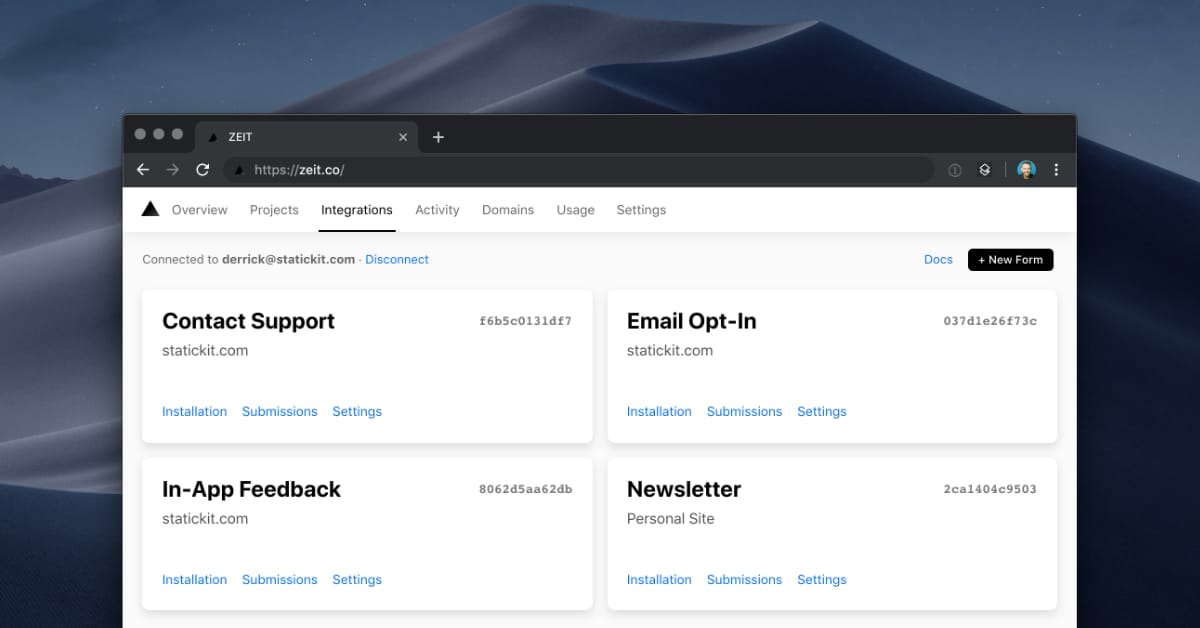 ZEIT
https://zeit.co/
Overview Projects Integrations Activity Domains Usage Settings
Connected to derrick@statickit.com · Disconnect Docs + New Form
Contact Support f6b5c0131df7
statickit.com
Installation Submissions Settings
Email Opt-In 037d1e26f73c
statickit.com
Installation Submissions Settings
In-App Feedback 8062d5aa62db
statickit.com
Installation Submissions Settings
Newsletter 2ca1404c9503
Personal Site
Installation Submissions Settings